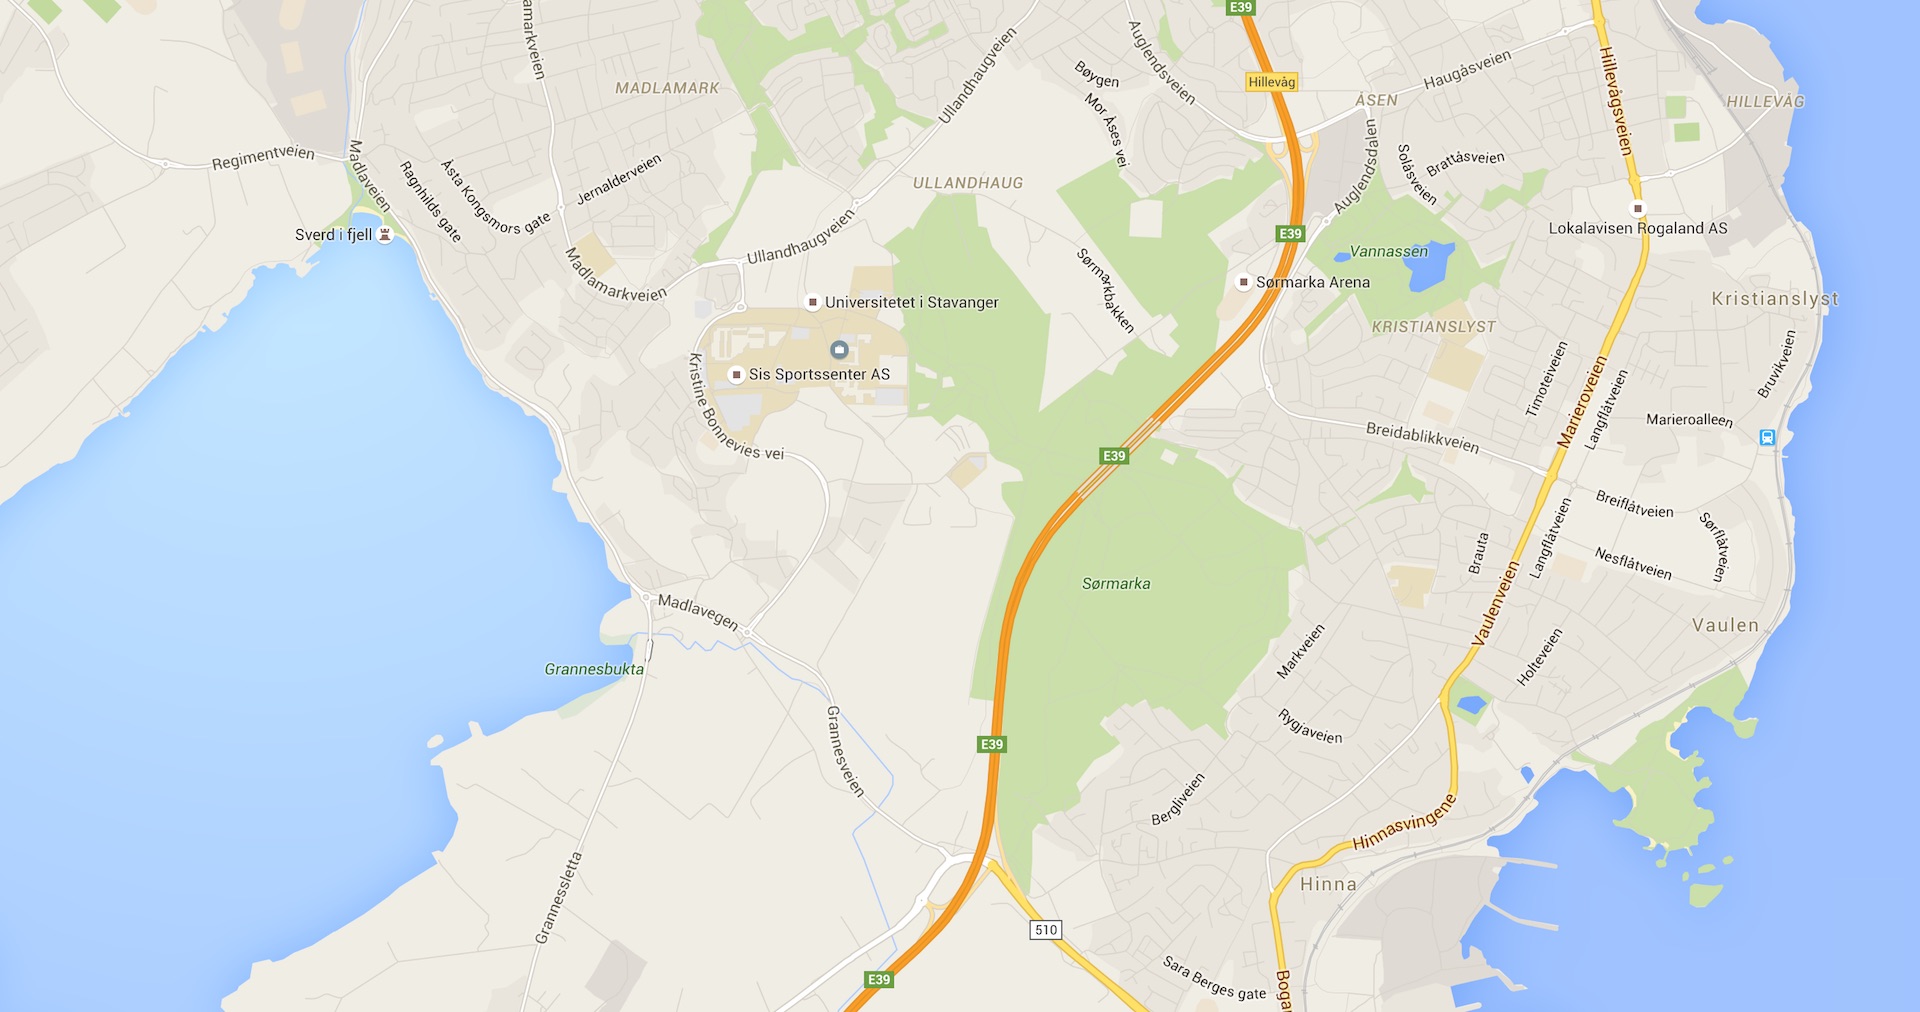 E39
amarkveien
Ullandhaugveien
Auglendsveien
Hillevågsveien
Haugåsveien
Bøygen
Hillevåg
MADLAMARK
ÅSEN
HILLEVÅG
Mor Åses vei
Auglendsdalen
Solåsveien
Brattåsveien
Regimentveien
Madlaveien
Ragnhilds gate
Åsta Kongsmors gate
Jernalderveien
ULLANDHAUG
Sverd i fjell
Ullandhaugveien
E39
Lokalavisen Rogaland AS
Vannassen
Madlamarkveien
Sørmarkbakken
Sørmarka Arena
Universitetet i Stavanger
Kristianslyst
KRISTIANSLYST
Sis Sportssenter AS
Kristine Bonnevies vei
Timoteiveien
Marieroveien
Langflåtveien
Bruvikveien
Marieroalleen
Breidablikkveien
E39
Breiflåtveien
Sørflåtveien
Langflåtveien
Brauta
Nesflåtveien
Sørmarka
Madlavegen
Vaulenveien
Vaulen
Markveien
Holteveien
Grannesbukta
Grannesveien
Rygjaveien
E39
Bergliveien
Hinnasvingene
Hinna
Grannessletta
510
E39
Sara Berges gate
Bogar